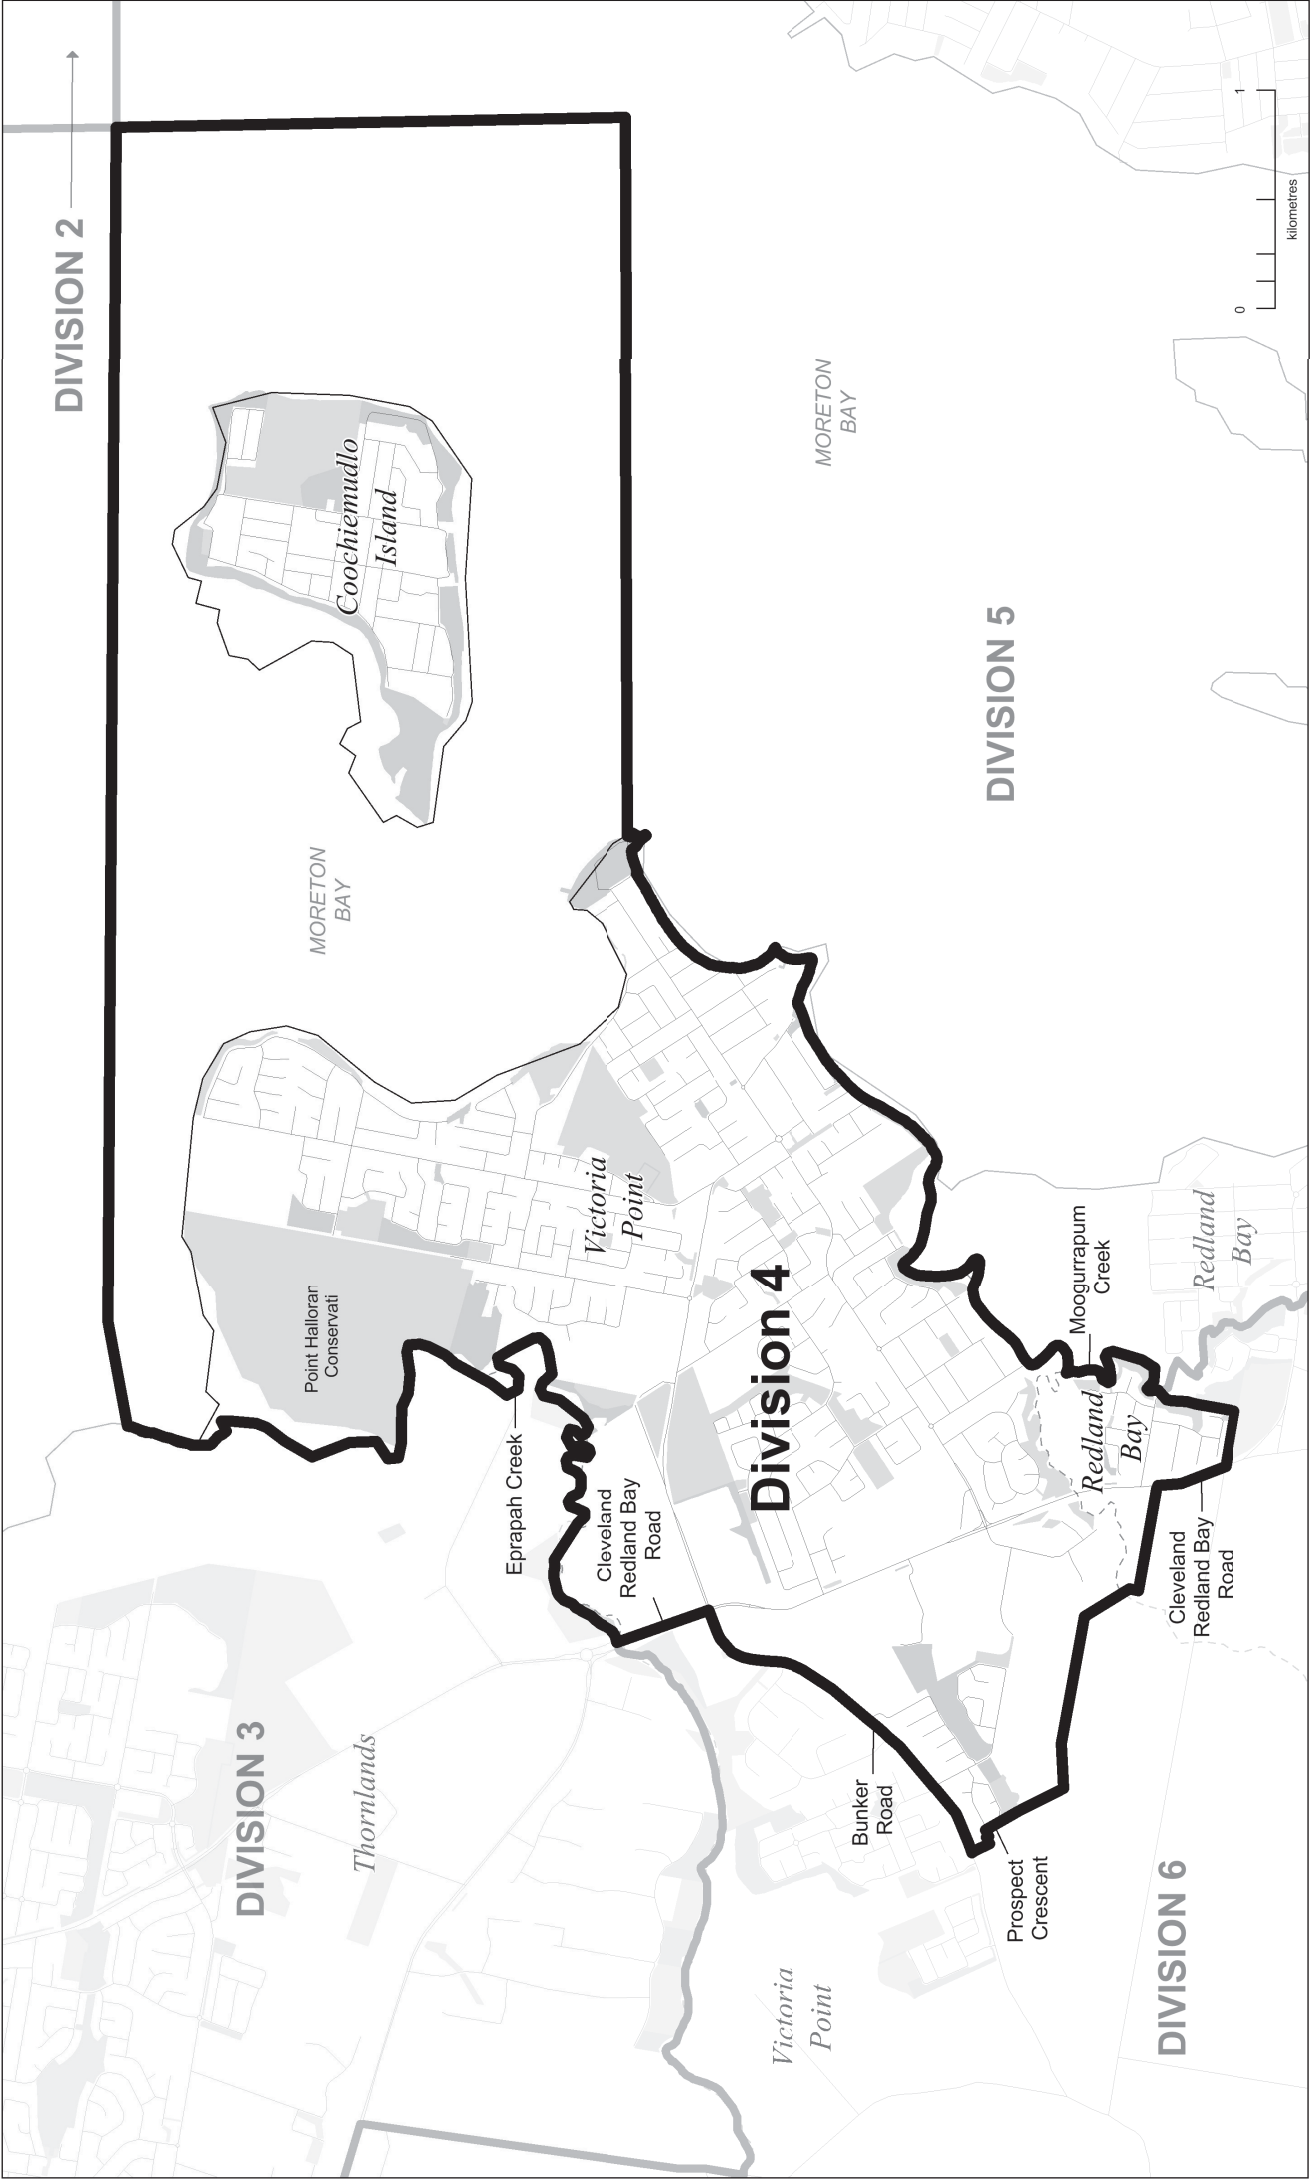 DIVISION 2
DIVISION 3
Thornlands
MORETON
BAY
Coochiemudlo
Island
Point Halloran
Conservati
Eprapah Creek
Cleveland
Redland Bay
Road
Victoria
Point
Division 4
MORETON
BAY
DIVISION 5
Bunker
Road
Victoria
Point
Prospect
Crescent
Moogurrapum
Creek
Redland
Bay
Redland
Bay
Cleveland
Redland Bay
Road
DIVISION 6
0 1
kilometres